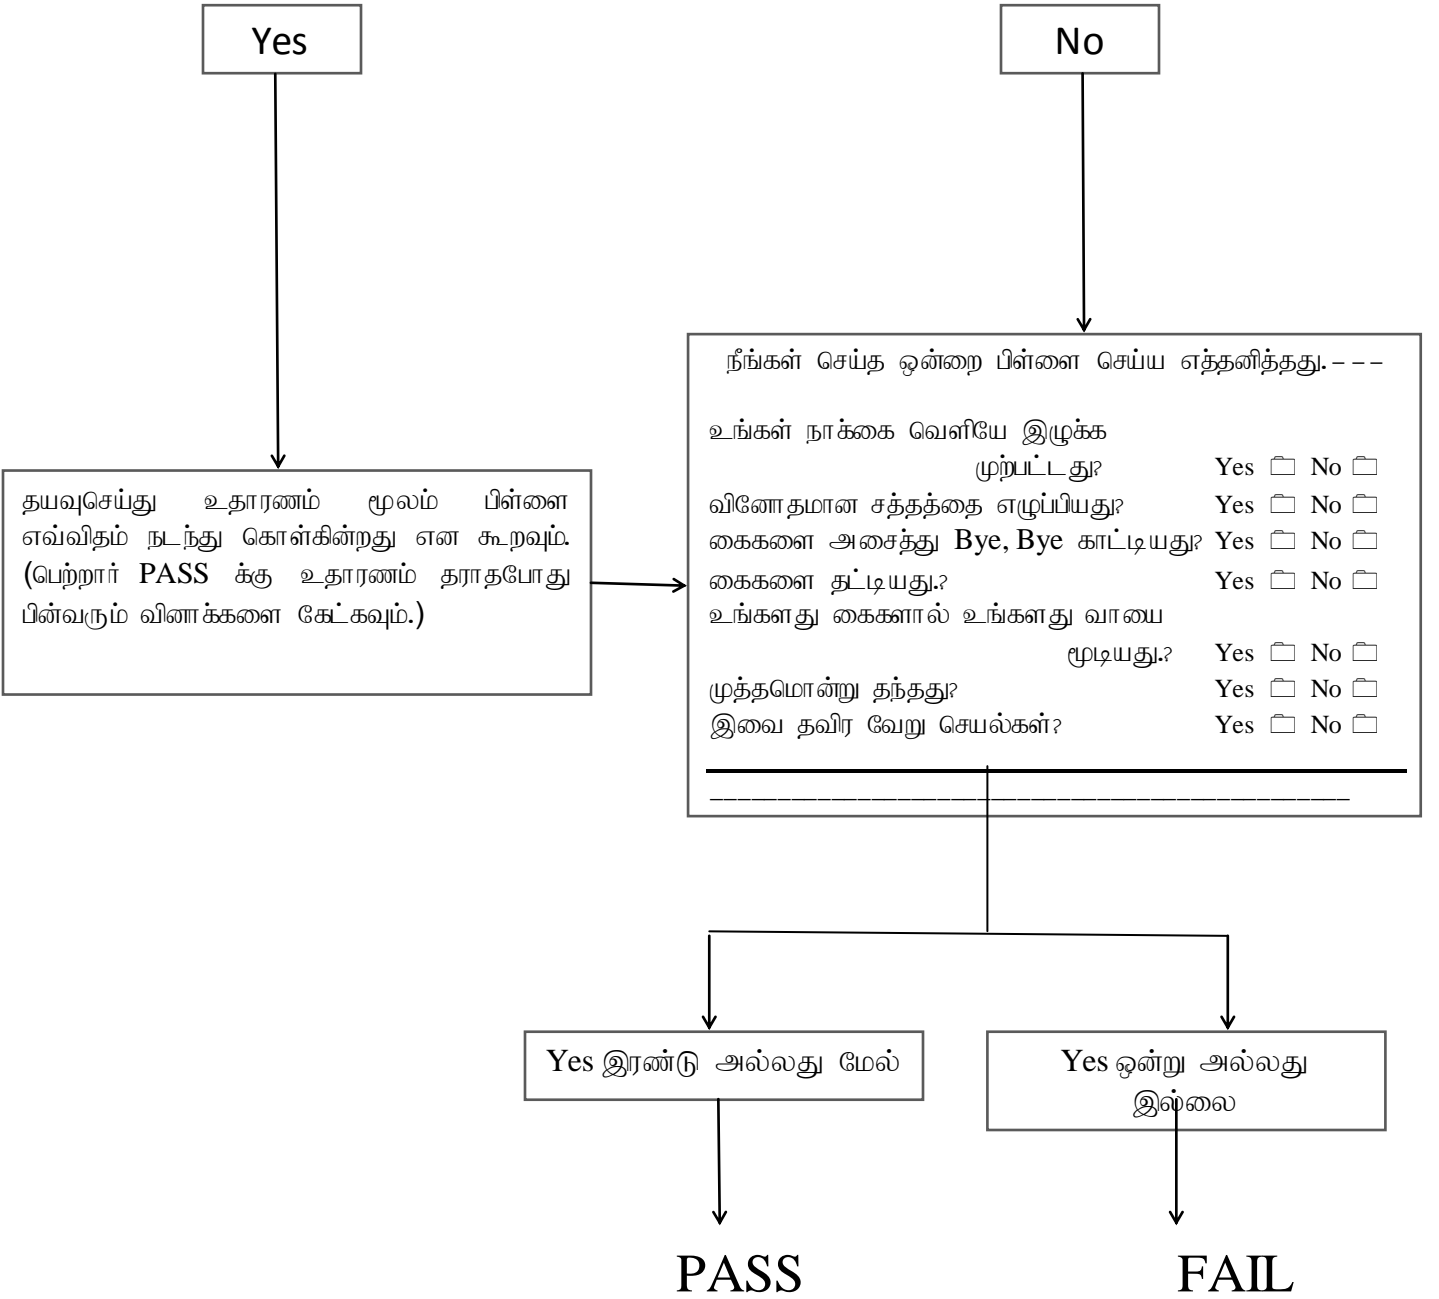 Yes
No
நீங்கள் செய்த ஒன்றை பிள்ளை செய்ய எத்தனித்தது.– – –
உங்கள் நாக்கை வெளியே இழுக்க
முற்பட்டது? Yes No
வினோதமான சத்தத்தை எழுப்பியது? Yes No
கைகளை அசைத்து Bye, Bye காட்டியது? Yes No
கைகளை தட்டியது.? Yes No
உங்களது கைகளால் உங்களது வாயை
மூடியது.? Yes No
முத்தமொன்று தந்தது? Yes No
இவை தவிர வேறு செயல்கள்? Yes No
தயவுசெய்து உதாரணம் மூலம் பிள்ளை
எவ்விதம் நடந்து கொள்கின்றது என கூறவும்.
(பெற்றார் PASS க்கு உதாரணம் தராதபோது
பின்வரும் வினாக்களை கேட்கவும்.)
Yes இரண்டு அல்லது மேல்
Yes ஒன்று அல்லது
இல்லை
PASS
FAIL